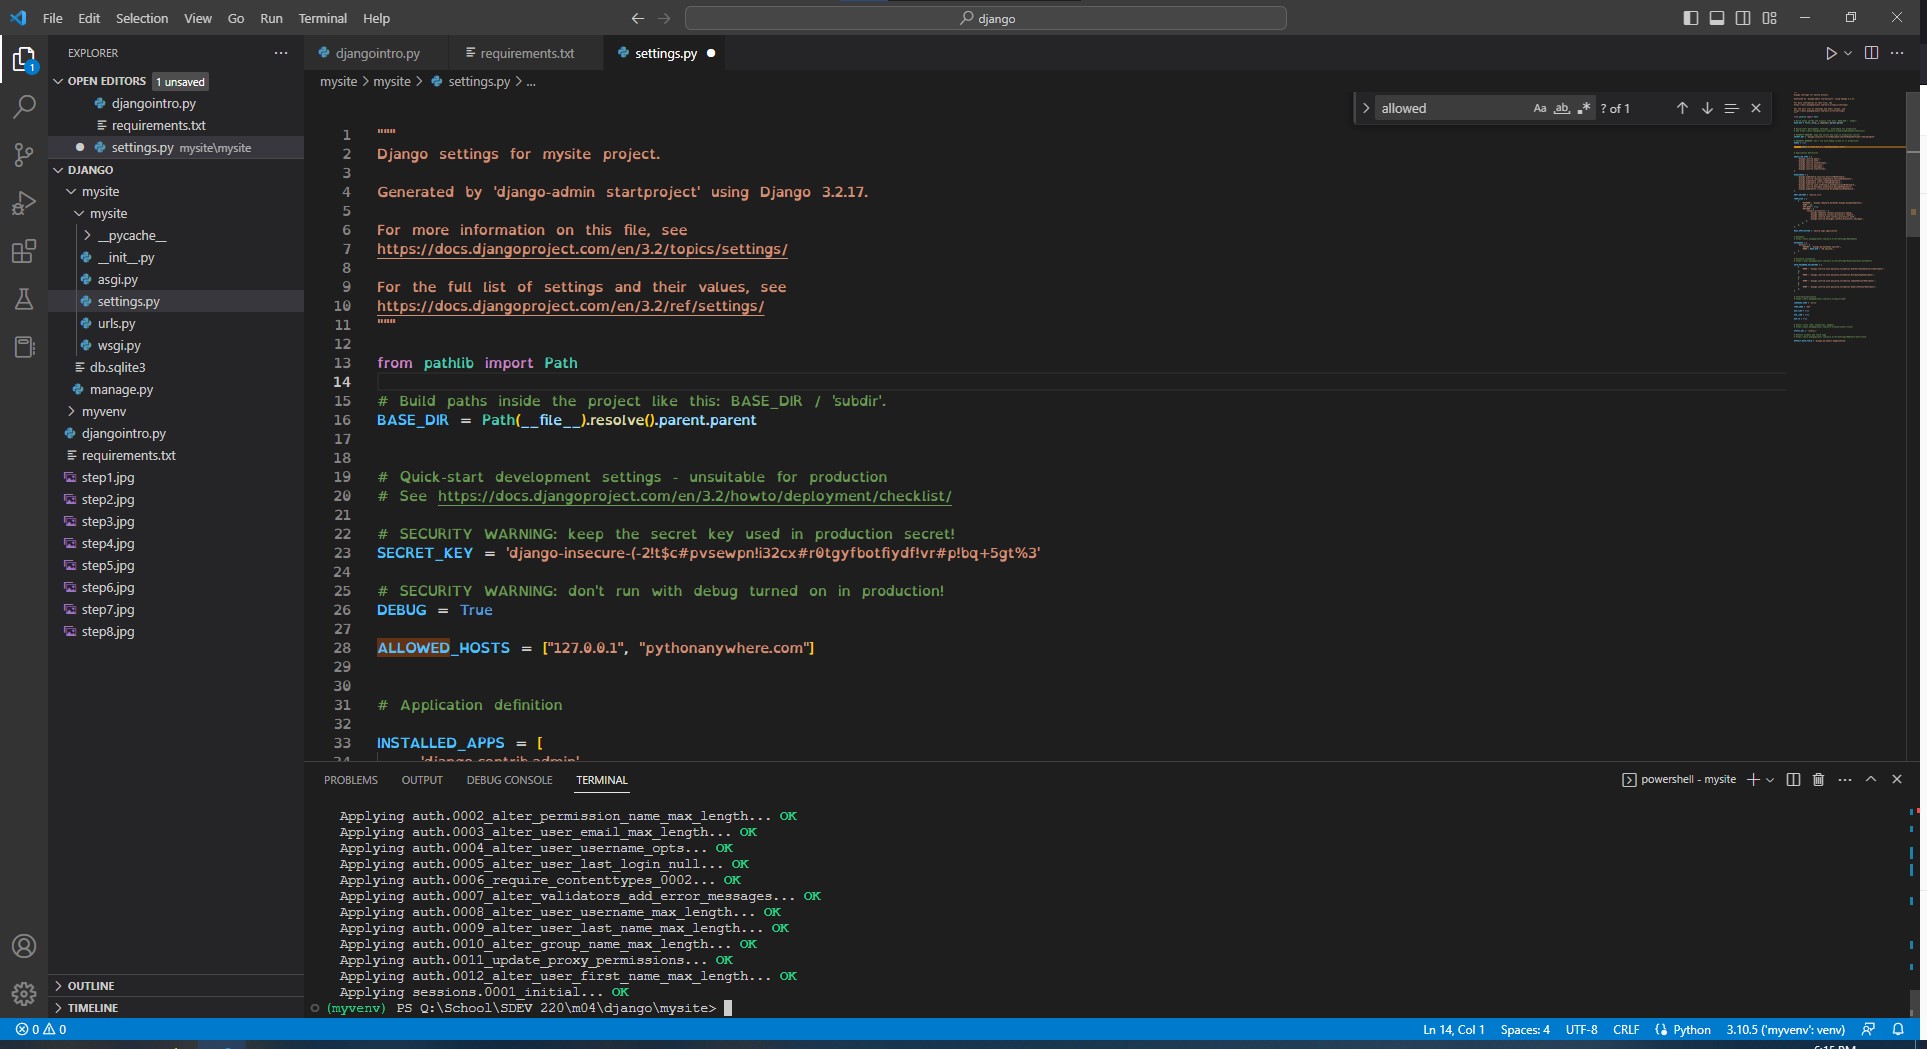 File Edit Selection View Go Run Terminal Help
django
EXPLORER
OPEN EDITORS 1 unsaved
djangointro.py
requirements.txt
settings.py mysite\mysite
DJANGO
mysite
mysite
__pycache__
__init__.py
asgi.py
settings.py
urls.py
wsgi.py
db.sqlite3
manage.py
myvenv
djangointro.py
requirements.txt
step1.jpg
step2.jpg
step3.jpg
step4.jpg
step5.jpg
step6.jpg
step7.jpg
step8.jpg
OUTLINE
TIMELINE
djangointro.py requirements.txt settings.py
mysite > mysite > settings.py > ...
allowed Aa ab ? of 1
1 """
2 Django settings for mysite project.
3
4 Generated by 'django-admin startproject' using Django 3.2.17.
5
6 For more information on this file, see
7 https://docs.djangoproject.com/en/3.2/topics/settings/
8
9 For the full list of settings and their values, see
10 https://docs.djangoproject.com/en/3.2/ref/settings/
11 """
12
13 from pathlib import Path
14
15 # Build paths inside the project like this: BASE_DIR / 'subdir'.
16 BASE_DIR = Path(__file__).resolve().parent.parent
17
18
19 # Quick-start development settings - unsuitable for production
20 # See https://docs.djangoproject.com/en/3.2/howto/deployment/checklist/
21
22 # SECURITY WARNING: keep the secret key used in production secret!
23 SECRET_KEY = 'django-insecure-(-2!t$c#pvsewpn!i32cx#r0tgyfbotfiydf!vr#p!bq+5gt%3'
24
25 # SECURITY WARNING: don't run with debug turned on in production!
26 DEBUG = True
27
28 ALLOWED_HOSTS = ["127.0.0.1", "pythonanywhere.com"]
29
30
31 # Application definition
32
33 INSTALLED_APPS = [
34 'django.contrib.admin',
PROBLEMS OUTPUT DEBUG CONSOLE TERMINAL
powershell - mysite
Applying auth.0002_alter_permission_name_max_length... OK
Applying auth.0003_alter_user_email_max_length... OK
Applying auth.0004_alter_user_username_opts... OK
Applying auth.0005_alter_user_last_login_null... OK
Applying auth.0006_require_contenttypes_0002... OK
Applying auth.0007_alter_validators_add_error_messages... OK
Applying auth.0008_alter_user_username_max_length... OK
Applying auth.0009_alter_user_last_name_max_length... OK
Applying auth.0010_alter_group_name_max_length... OK
Applying auth.0011_update_proxy_permissions... OK
Applying auth.0012_alter_user_first_name_max_length... OK
Applying sessions.0001_initial... OK
(myvenv) PS Q:\School\SDEV 220\m04\django\mysite>
0 0
Ln 14, Col 1 Spaces: 4 UTF-8 CRLF Python 3.10.5 ('myvenv': venv)